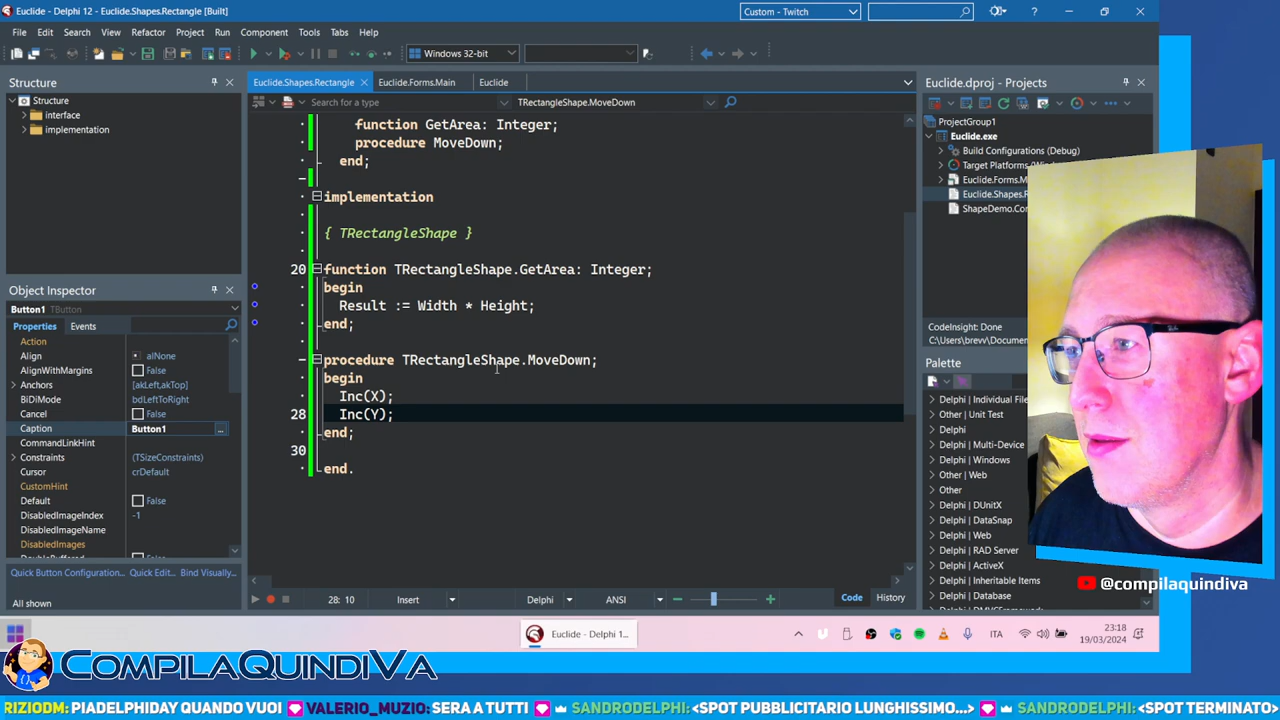 Euclide - Delphi 12 - Euclide.Shapes.Rectangle [Built]
Custom - Twitch
File Edit Search View Refactor Project Run Component Tools Tabs Help
Windows 32-bit
Structure
Structure
interface
implementation
Object Inspector
Button1 TButton
Properties Events
Action
Align alNone
AlignWithMargins False
Anchors [akLeft,akTop]
BiDiMode bdLeftToRight
Cancel False
Caption Button1 ...
CommandLinkHint
Constraints (TSizeConstraints)
Cursor crDefault
CustomHint
Default False
DisabledImageIndex -1
DisabledImageName
DisabledImages
DoubleBuffered False
Quick Button Configuration... Quick Edit... Bind Visually...
All shown
Euclide.Shapes.Rectangle Euclide.Forms.Main Euclide
Search for a type TRectangleShape.MoveDown
function GetArea: Integer;
procedure MoveDown;
end;
implementation
{ TRectangleShape }
20 function TRectangleShape.GetArea: Integer;
begin
Result := Width * Height;
end;
procedure TRectangleShape.MoveDown;
begin
Inc(X);
28 Inc(Y);
end;
30
end.
28: 10 Insert Delphi ANSI Code History
Euclide.dproj - Projects
ProjectGroup1
Euclide.exe
Build Configurations (Debug)
Target Platforms (Win
Euclide.Forms.M
Euclide.Shapes.R
ShapeDemo.Co
CodeInsight: Done
C:\Users\brevv\Document
Palette
Delphi | Individual File
Other | Unit Test
Delphi
Delphi | Multi-Device
Delphi | Windows
Other | Web
Other
Delphi | DUnitX
Delphi | DataSnap
Delphi | Web
Delphi | RAD Server
Delphi | ActiveX
Delphi | Inheritable Items
Delphi | Database
@compilaquindiva
Euclide - Delphi 1...
ITA
23:18
19/03/2024
COMPILAQUINDIVA
RIZIODM: PIADELPHIDAY QUANDO VUOI VALERIO_MUZIO: SERA A TUTTI SANDRODELPHI: <SPOT PUBBLICITARIO LUNGHISSIMO...> SANDRODELPHI: <SPOT TERMINATO>